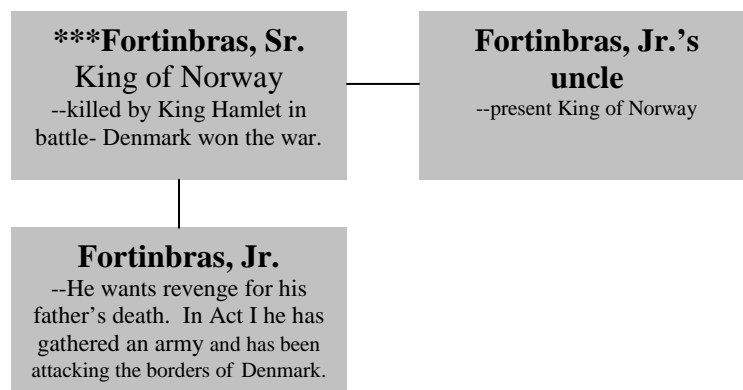 ***Fortinbras, Sr.
King of Norway
--killed by King Hamlet in
battle- Denmark won the war.
Fortinbras, Jr.’s
uncle
--present King of Norway
Fortinbras, Jr.
--He wants revenge for his
father’s death.  In Act I he has
gathered an army and has been
attacking the borders of Denmark.